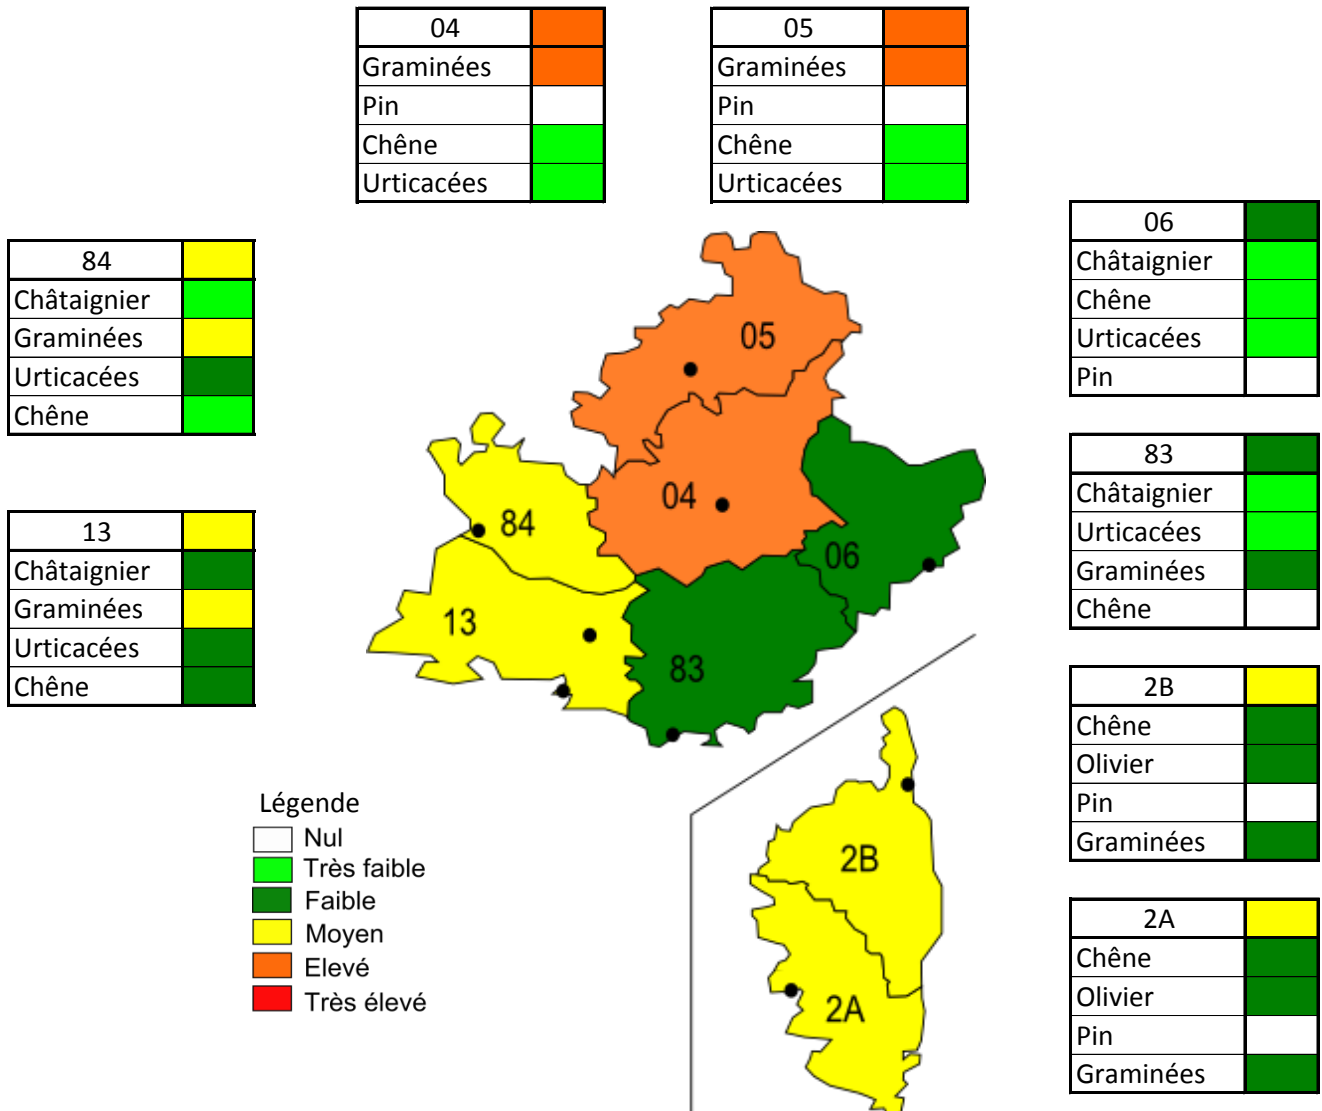 04
Graminées
Pin
Chêne
Urticacées
05
Graminées
Pin
Chêne
Urticacées
84
Châtaignier
Graminées
Urticacées
Chêne
13
Châtaignier
Graminées
Urticacées
Chêne
06
Châtaignier
Chêne
Urticacées
Pin
83
Châtaignier
Urticacées
Graminées
Chêne
2B
Chêne
Olivier
Pin
Graminées
2A
Chêne
Olivier
Pin
Graminées
05
04
84
06
13
83
2B
2A
Légende
Nul
Très faible
Faible
Moyen
Elevé
Très élevé